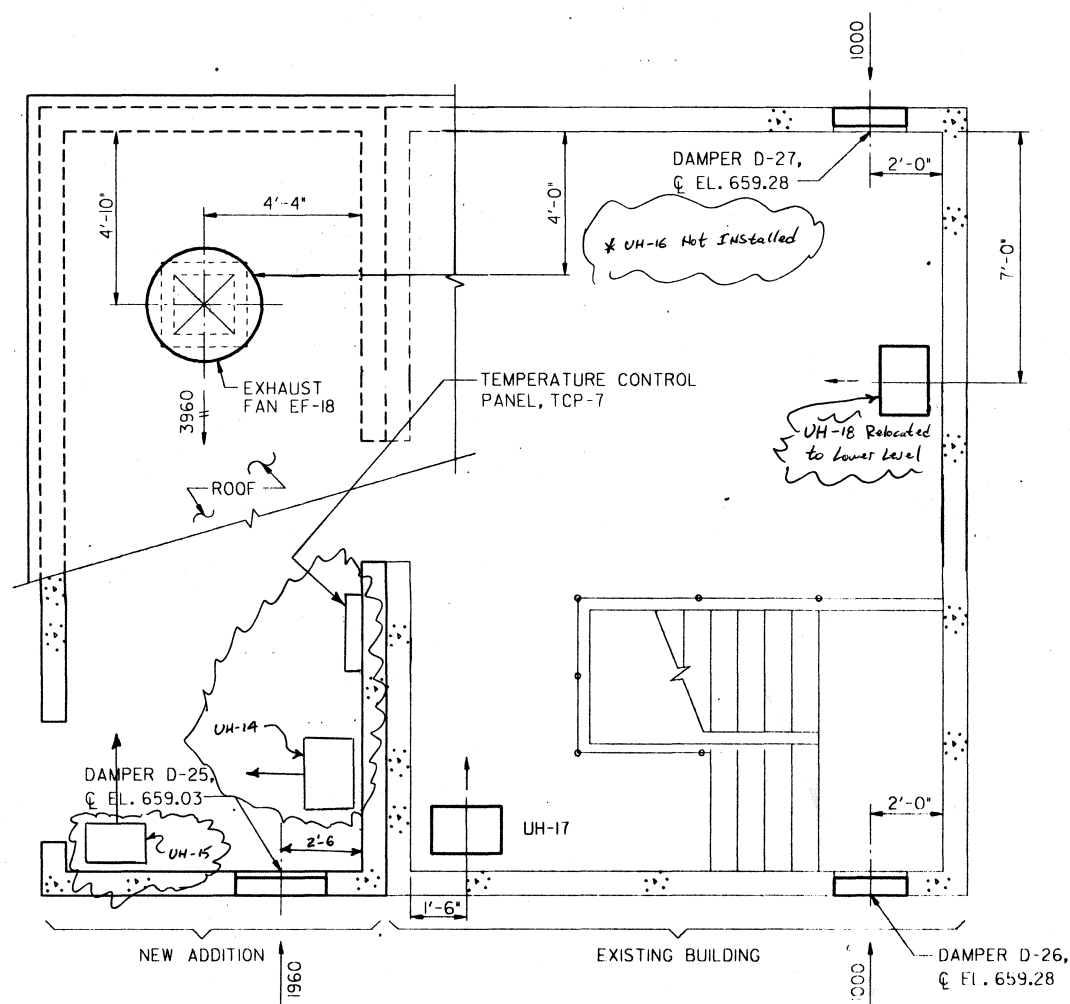 1000
DAMPER D-27,
℄ EL. 659.28
2'-0"
4'-10"
4'-4"
4'-0"
* UH-16 Not INstalled
7'-0"
EXHAUST
FAN EF-18
3960
TEMPERATURE CONTROL
PANEL, TCP-7
UH-18 Relocated
to Lower Level
ROOF
UH-14
DAMPER D-25,
℄ EL. 659.03
2'-6
UH-15
UH-17
2'-0"
1'-6"
NEW ADDITION
EXISTING BUILDING
DAMPER D-26,
℄ EL. 659.28
1960
1000